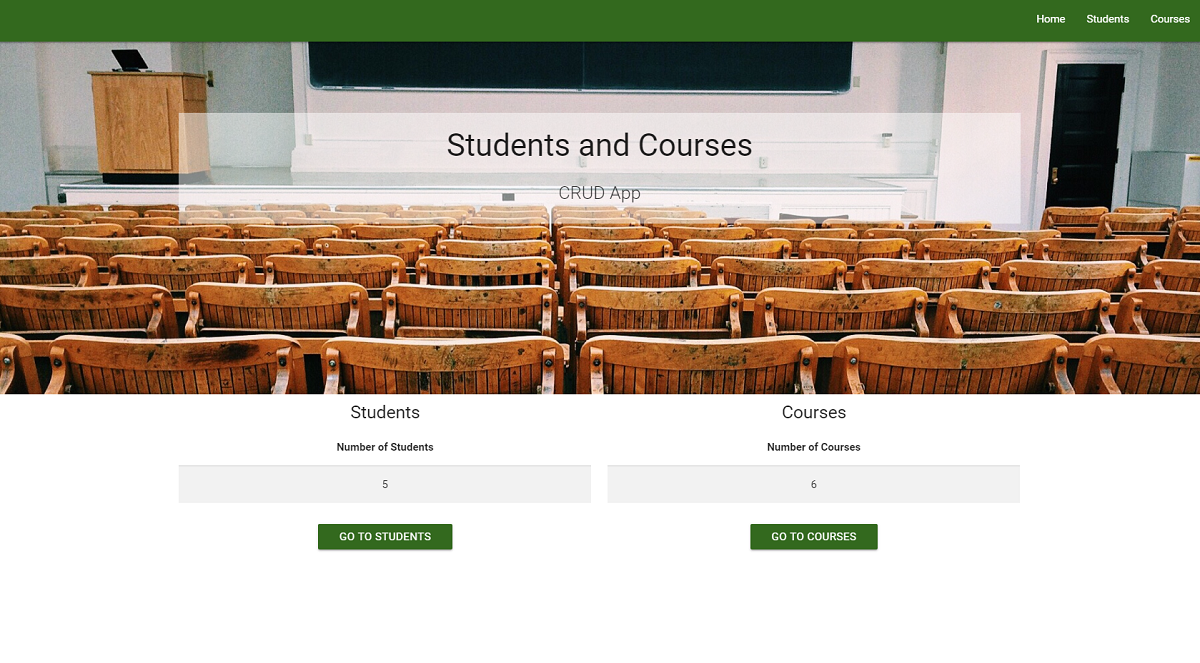 Home Students Courses
Students and Courses
CRUD App
Students
Courses
Number of Students
Number of Courses
5
6
GO TO STUDENTS
GO TO COURSES